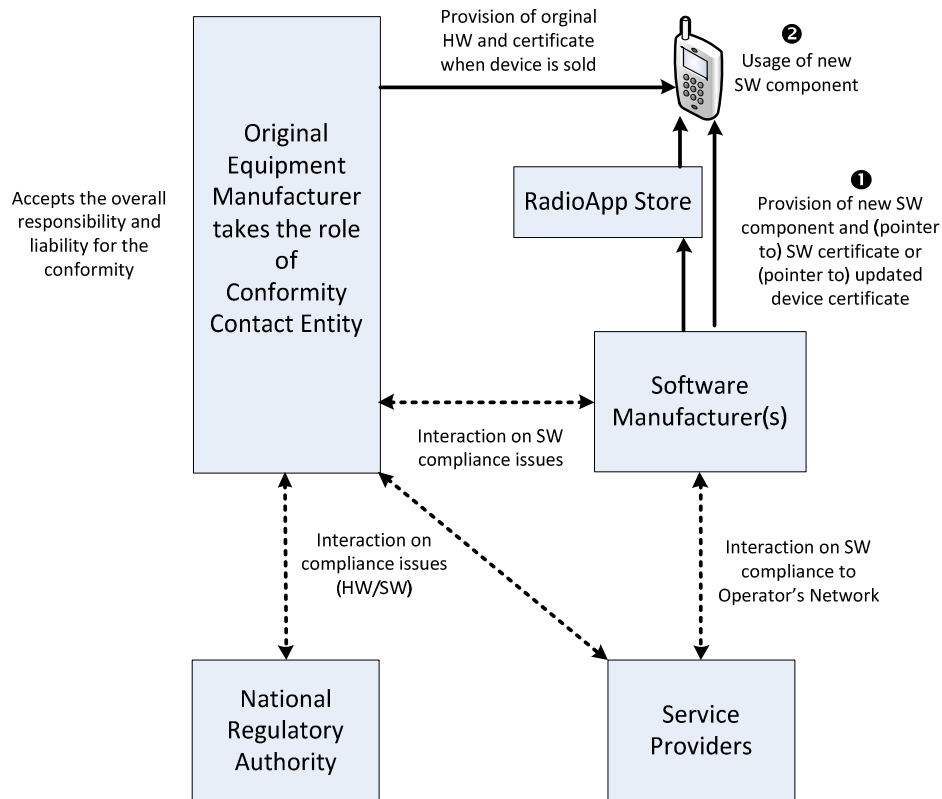 Provision of orginal
HW and certificate
when device is sold
❷
Usage of new
SW component
Original
Equipment
Manufacturer
takes the role
of
Conformity
Contact Entity
Accepts the overall
responsibility and
liability for the
conformity
RadioApp Store
❶
Provision of new SW
component and (pointer
to) SW certificate or
(pointer to) updated
device certificate
Software
Manufacturer(s)
Interaction on SW
compliance issues
Interaction on
compliance issues
(HW/SW)
Interaction on SW
compliance to
Operator’s Network
National
Regulatory
Authority
Service
Providers